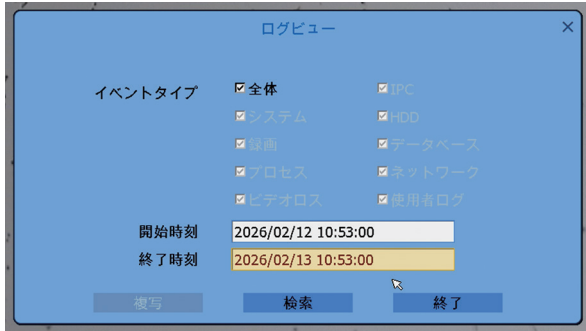 ログビュー
イベントタイプ
全体
IPC
システム
HDD
録画
データベース
プロセス
ネットワーク
ビデオロス
使用者ログ
開始時刻
2026/02/12 10:53:00
終了時刻
2026/02/13 10:53:00
複写
検索
終了